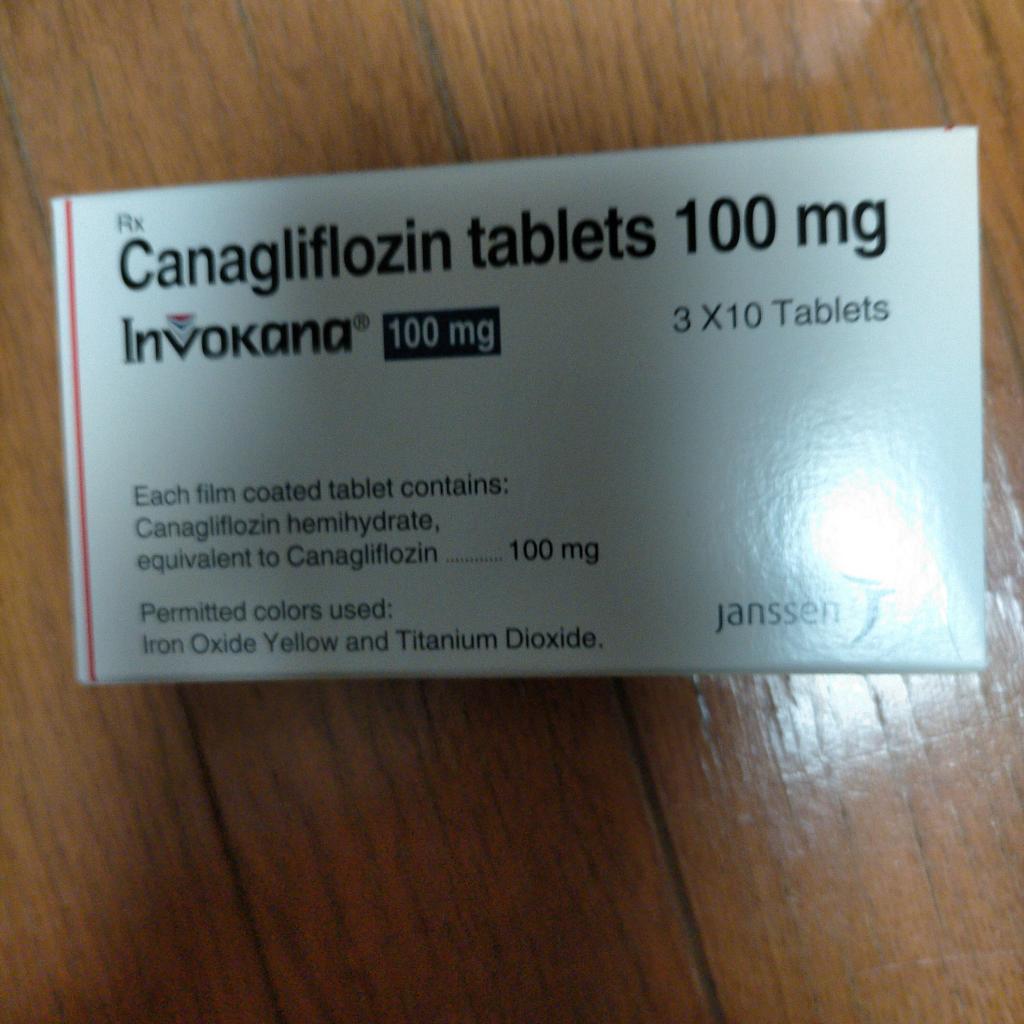 Rx
Canagliflozin tablets 100 mg
Invokana® 100 mg
3 X10 Tablets
Each film coated tablet contains:
Canagliflozin hemihydrate,
equivalent to Canagliflozin ............ 100 mg
Permitted colors used:
Iron Oxide Yellow and Titanium Dioxide.
janssen